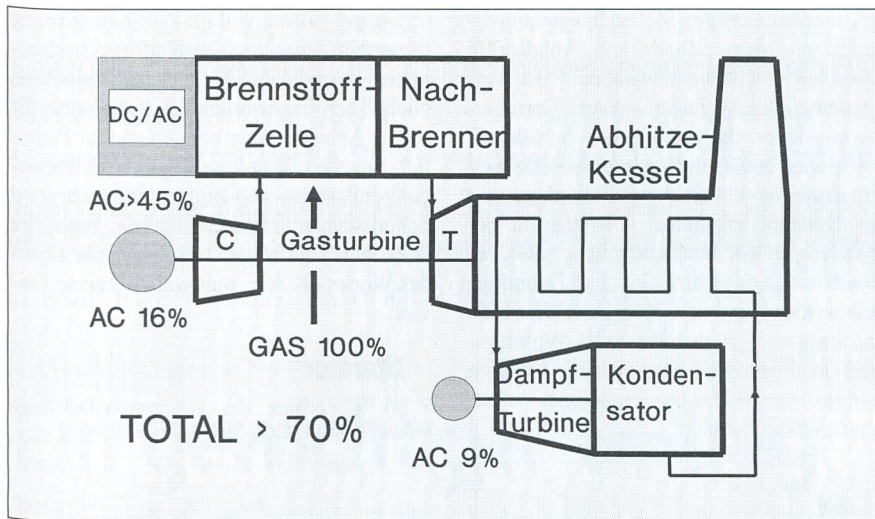 DC/AC
Brennstoff-
Zelle
Nach-
Brenner
Abhitze-
Kessel
AC>45%
C
Gasturbine
T
AC 16%
GAS 100%
Dampf-
Turbine
Konden-
sator
AC 9%
TOTAL > 70%